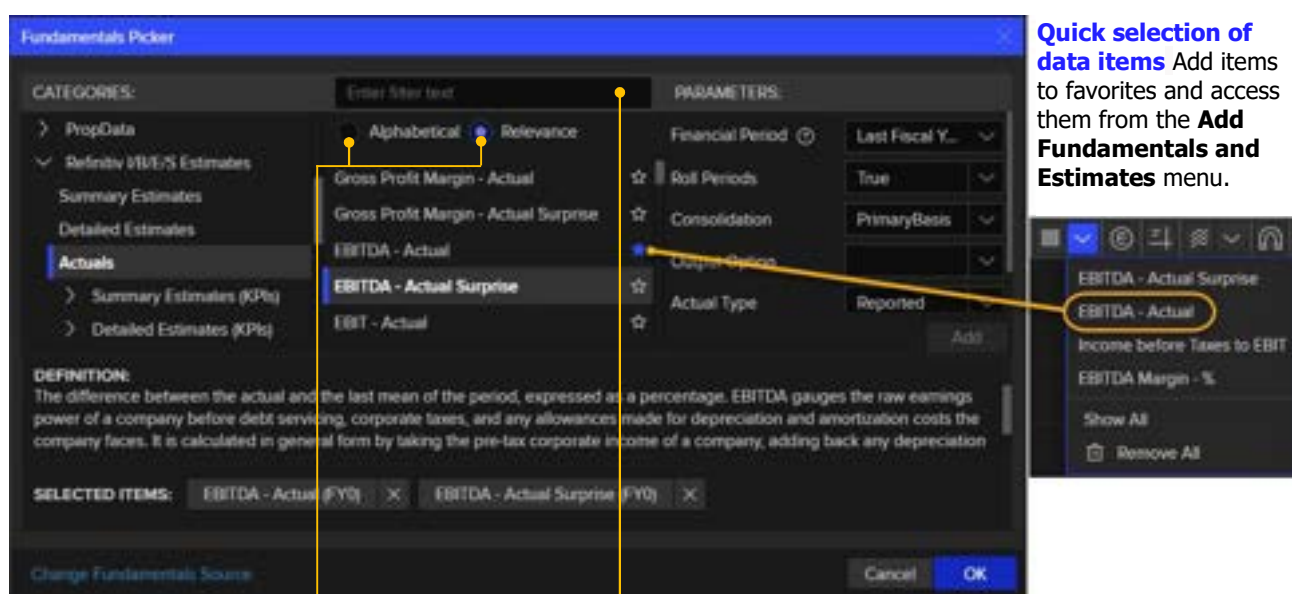 Fundamentals Picker
CATEGORIES:
Enter filter text
PARAMETERS:
PropData
Refinitiv I/B/E/S Estimates
Summary Estimates
Detailed Estimates
Actuals
Summary Estimates (KPIs)
Detailed Estimates (KPIs)
Alphabetical Relevance
Gross Profit Margin - Actual
Gross Profit Margin - Actual Surprise
EBITDA - Actual
EBITDA - Actual Surprise
EBIT - Actual
Financial Period Last Fiscal Y...
Roll Periods True
Consolidation PrimaryBasis
Output Option
Actual Type Reported
Add
DEFINITION:
The difference between the actual and the last mean of the period, expressed as a percentage. EBITDA gauges the raw earnings
power of a company before debt servicing, corporate taxes, and any allowances made for depreciation and amortization costs the
company faces. It is calculated in general form by taking the pre-tax corporate income of a company, adding back any depreciation
SELECTED ITEMS: EBITDA - Actual (FY0) × EBITDA - Actual Surprise (FY0) ×
Change Fundamentals Source
Cancel OK
Quick selection of
data items Add items
to favorites and access
them from the Add
Fundamentals and
Estimates menu.
EBITDA - Actual Surprise
EBITDA - Actual
Income before Taxes to EBIT
EBITDA Margin - %
Show All
Remove All